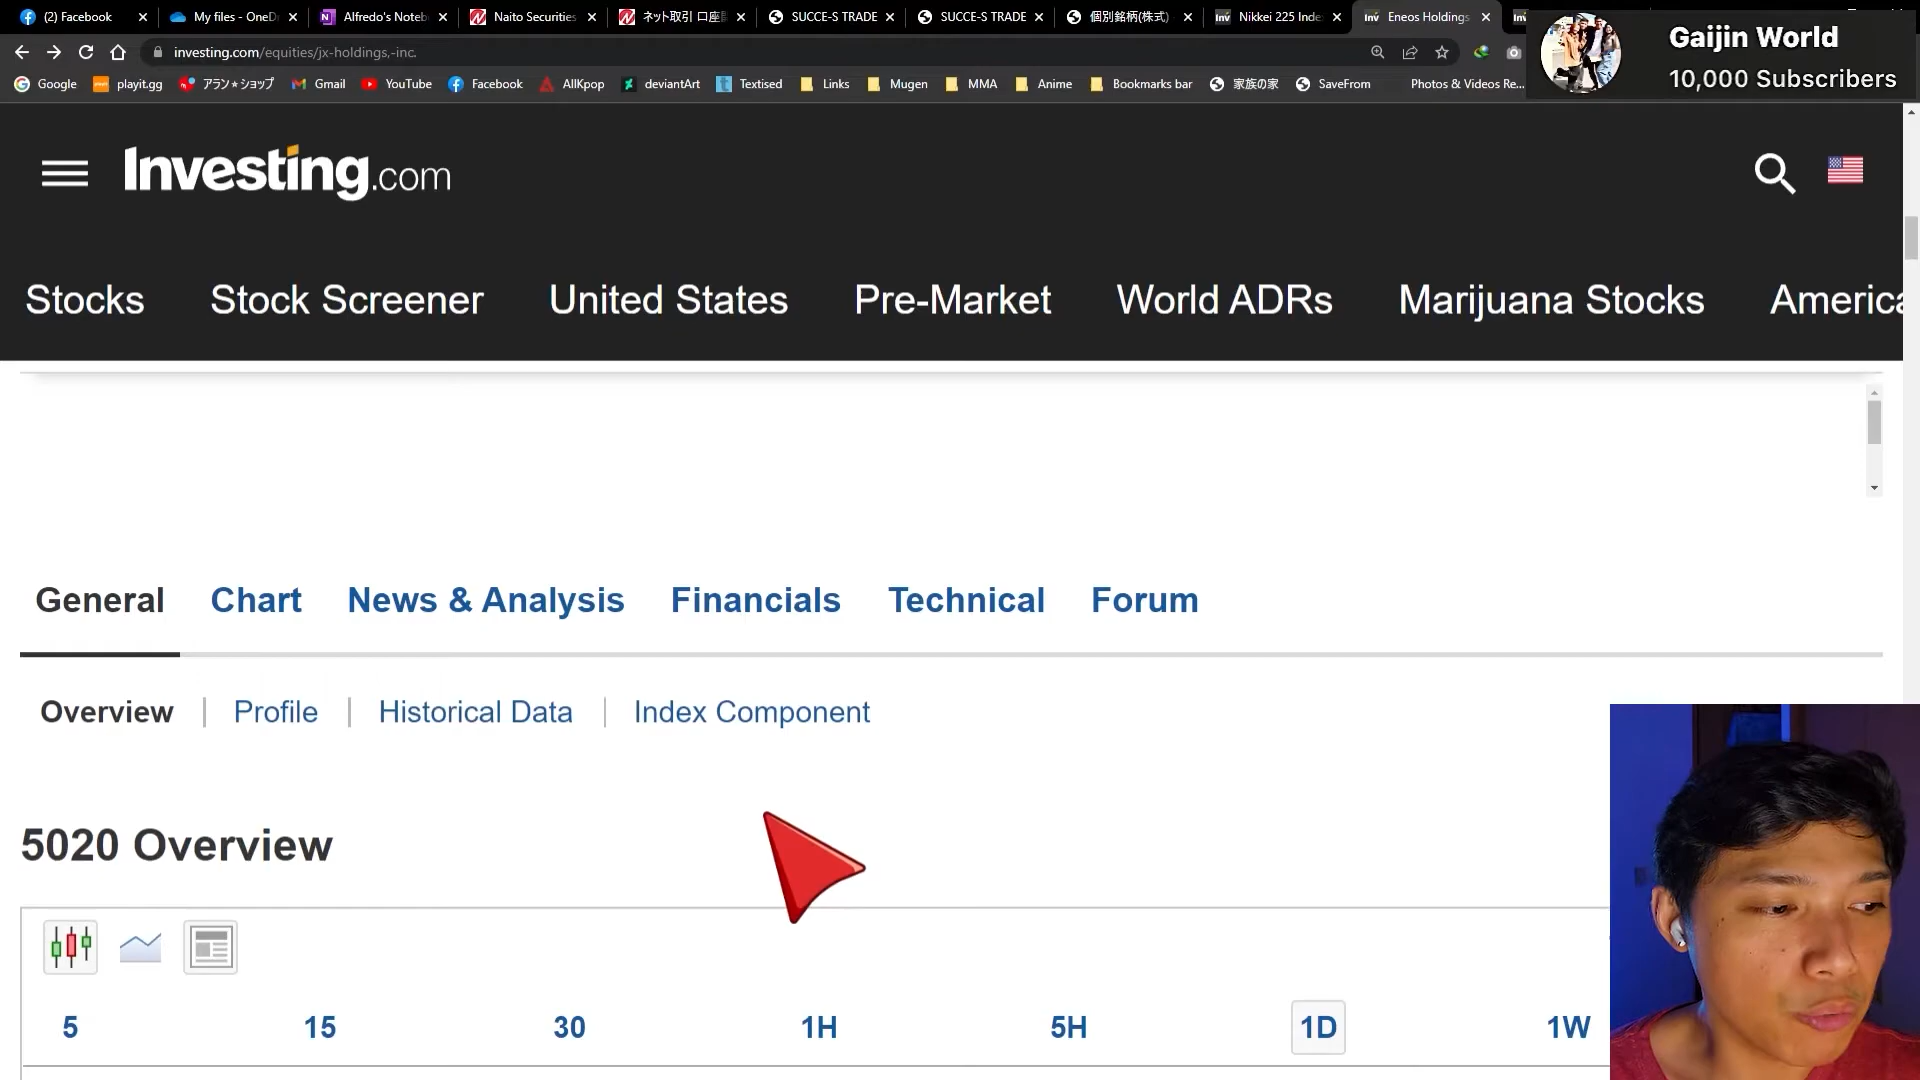 (2) Facebook
My files - OneDr
Alfredo's Noteb
Naito Securities
ネット取引 口座
SUCCE-S TRADE
SUCCE-S TRADE
個別銘柄(株式)
Nikkei 225 Inde
Eneos Holdings
Gaijin World
10,000 Subscribers
investing.com/equities/jx-holdings,-inc.
Google
playit.gg
アラン★ショップ
Gmail
YouTube
Facebook
AllKpop
deviantArt
Textised
Links
Mugen
MMA
Anime
Bookmarks bar
家族の家
SaveFrom
Photos & Videos Re...
Investing.com
Stocks
Stock Screener
United States
Pre-Market
World ADRs
Marijuana Stocks
America
General
Chart
News & Analysis
Financials
Technical
Forum
Overview
Profile
Historical Data
Index Component
5020 Overview
5
15
30
1H
5H
1D
1W